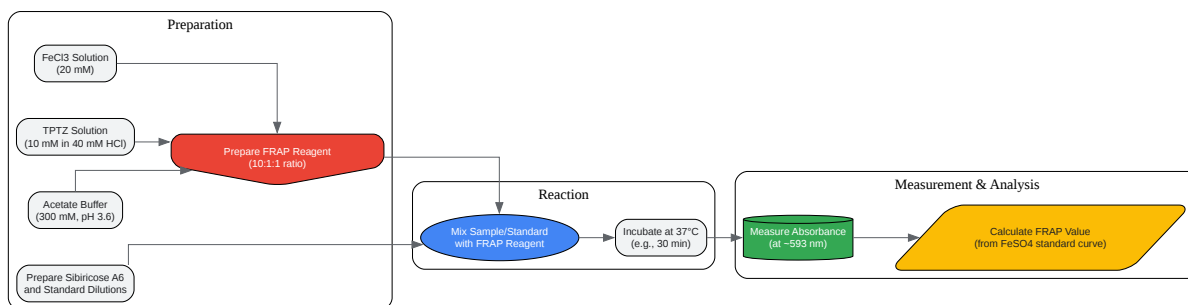 Preparation
FeCl3 Solution
(20 mM)
TPTZ Solution
(10 mM in 40 mM HCl)
Prepare FRAP Reagent
(10:1:1 ratio)
Acetate Buffer
(300 mM, pH 3.6)
Prepare Sibiricose A6
and Standard Dilutions
Reaction
Mix Sample/Standard
with FRAP Reagent
Incubate at 37°C
(e.g., 30 min)
Measurement & Analysis
Measure Absorbance
(at ~593 nm)
Calculate FRAP Value
(from FeSO4 standard curve)